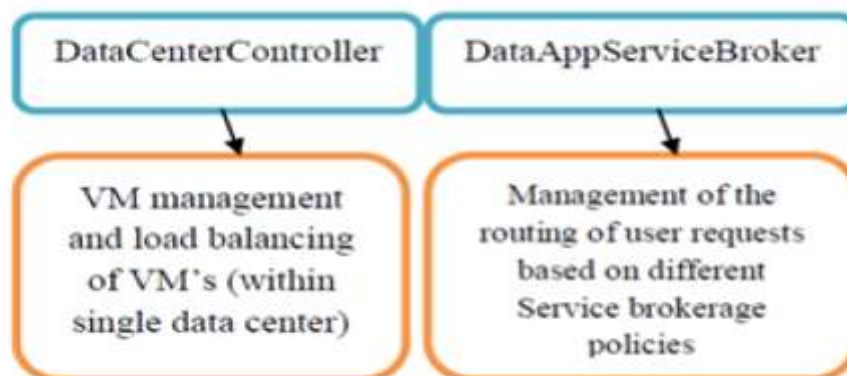 DataCenterController
DataAppServiceBroker
VM management
and load balancing
of VM's (within
single data center)
Management of the
routing of user requests
based on different
Service brokerage
policies